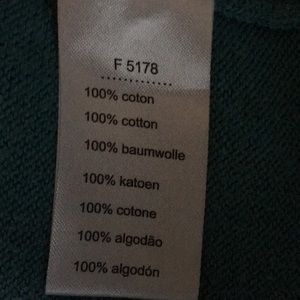 F 5178
100% coton
100% cotton
100% baumwolle
100% katoen
100% cotone
100% algodão
100% algodón